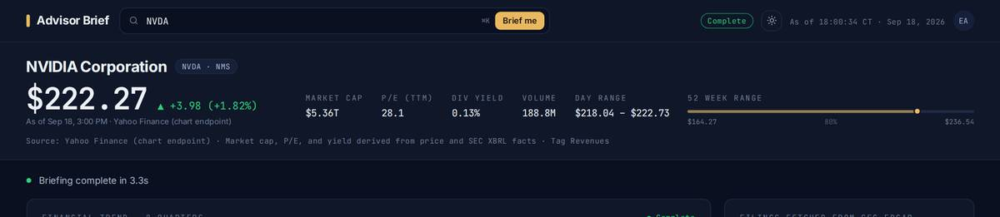 Advisor Brief NVDA ⌘K Brief me Complete As of 18:00:34 CT · Sep 18, 2026 EA
NVIDIA Corporation NVDA · NMS
$222.27 ▲ +3.98 (+1.82%)
As of Sep 18, 3:00 PM · Yahoo Finance (chart endpoint)
MARKET CAP P/E (TTM) DIV YIELD VOLUME DAY RANGE 52 WEEK RANGE
$5.36T 28.1 0.13% 188.8M $218.04 – $222.73
$164.27 80% $236.54
Source: Yahoo Finance (chart endpoint) · Market cap, P/E, and yield derived from price and SEC XBRL facts · Tag Revenues
Briefing complete in 3.3s